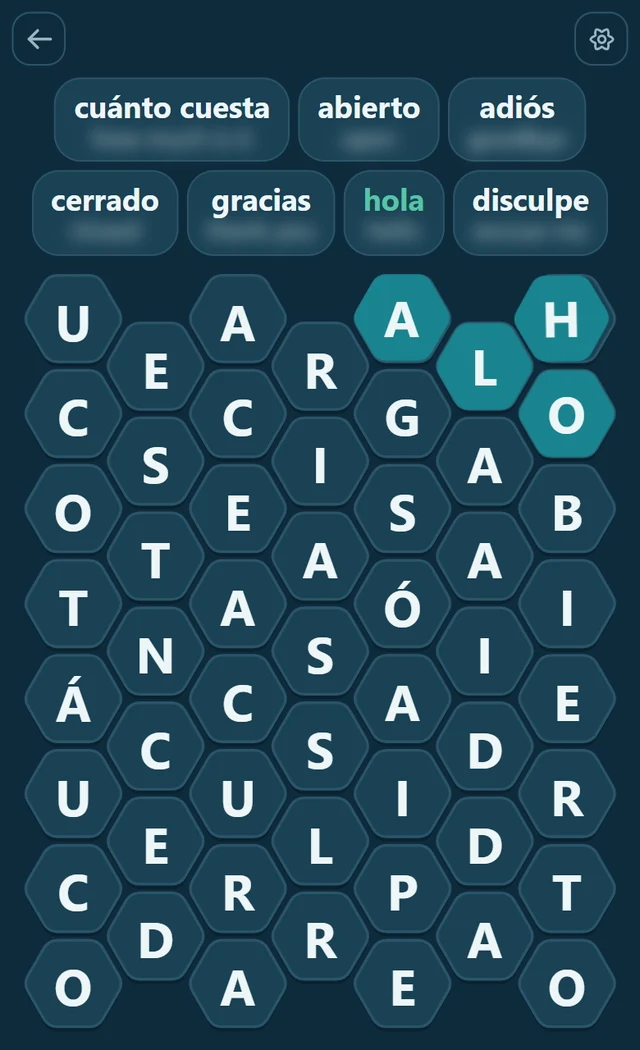 cuánto cuesta abierto adiós
cerrado gracias hola disculpe
U A A H
E R L
C C G O
S I A
O E S B
T A A
T A Ó I
N S I
Á C A E
C S D
U U I R
E L D
C R P T
D R A
O A E O